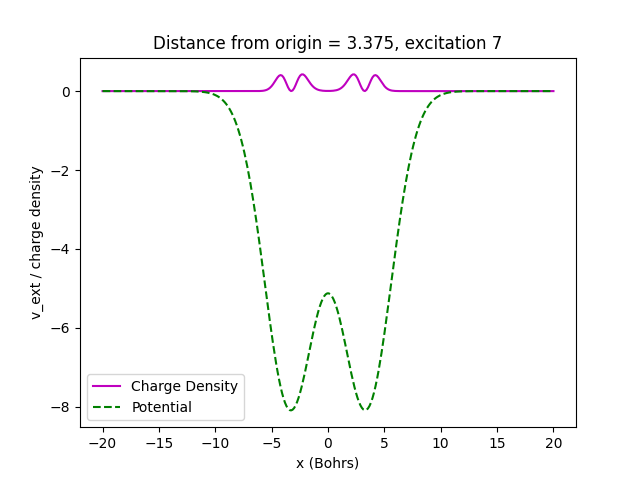 Distance from origin = 3.375, excitation 7
v_ext / charge density
0
−2
−4
−6
−8
Charge Density
Potential
−20
−15
−10
−5
0
5
10
15
20
x (Bohrs)